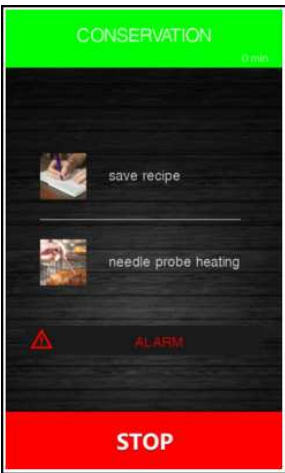 CONSERVATION
0 min
save recipe
needle probe heating
ALARM
STOP